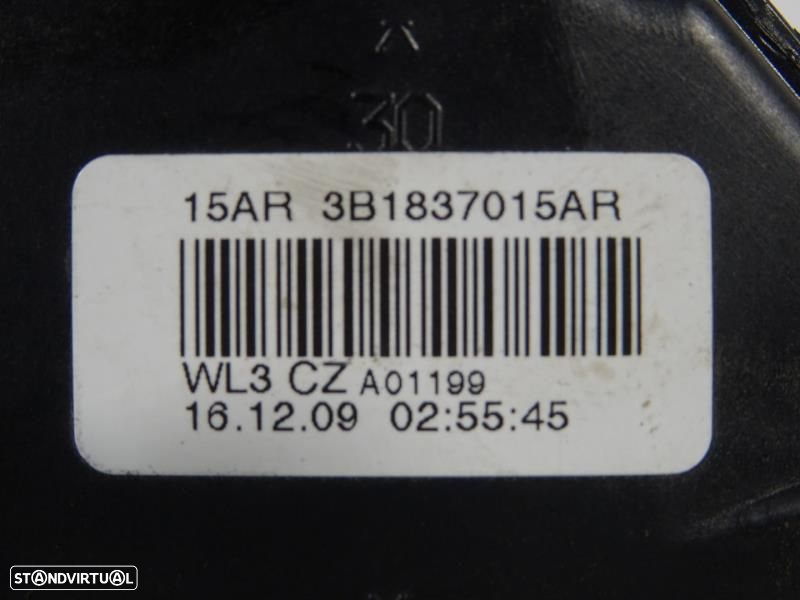 30
15AR 3B1837015AR
WL3 CZ A01199
16.12.09 02:55:45
STANDVIRTUAL